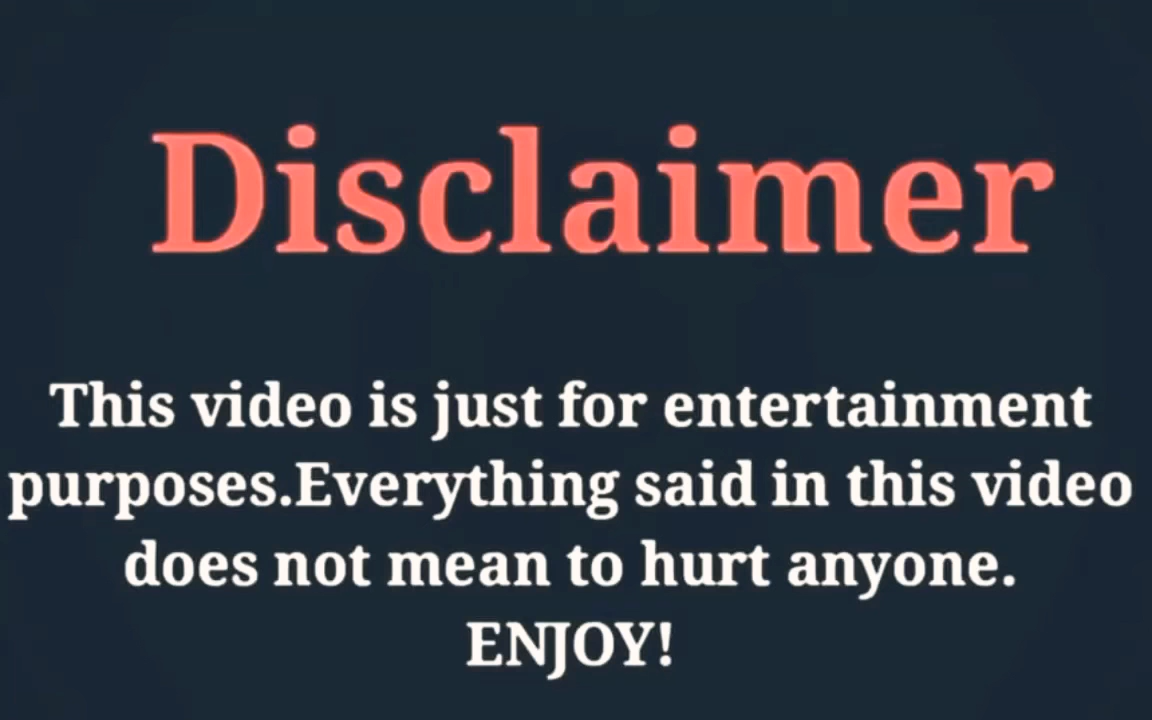 Disclaimer
This video is just for entertainment
purposes.Everything said in this video
does not mean to hurt anyone.
ENJOY!